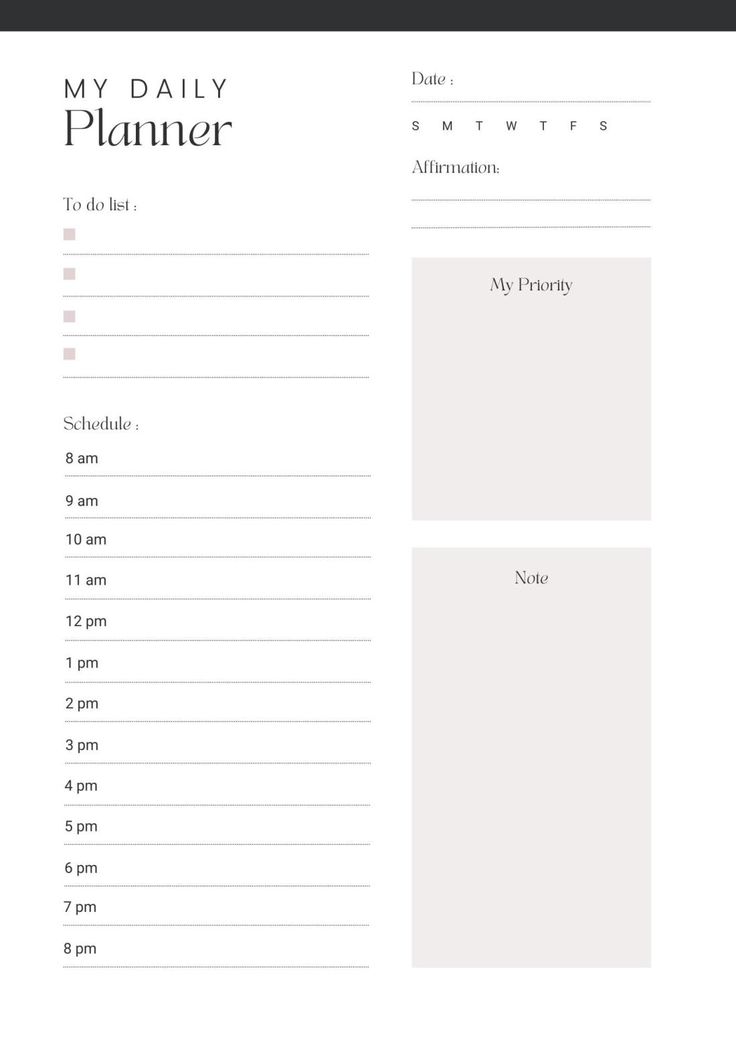 MY DAILY
Planner
To do list :
Schedule :
8 am
9 am
10 am
11 am
12 pm
1 pm
2 pm
3 pm
4 pm
5 pm
6 pm
7 pm
8 pm
Date :
S M T W T F S
Affirmation:
My Priority
Note